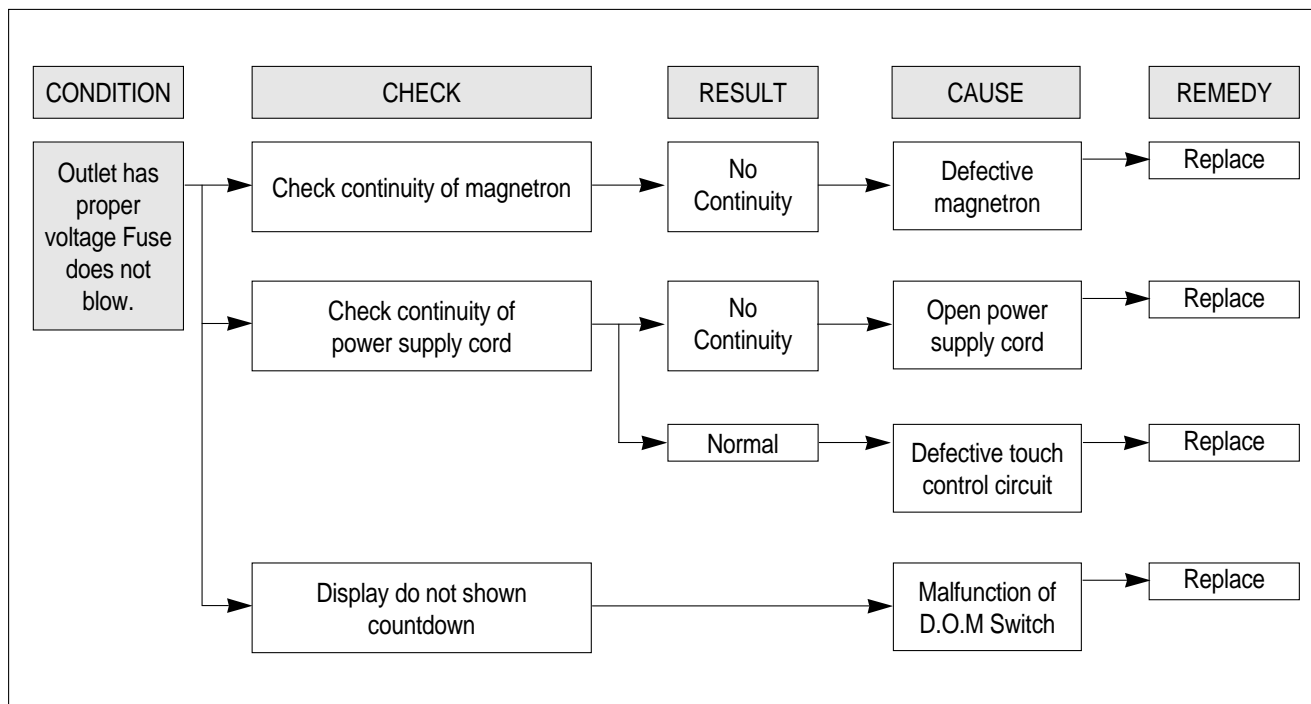 CONDITION
CHECK
RESULT
CAUSE
REMEDY
Outlet has
proper
voltage Fuse
does not
blow.
Check continuity of magnetron
No
Continuity
Defective
magnetron
Replace
Check continuity of
power supply cord
No
Continuity
Open power
supply cord
Replace
Normal
Defective touch
control circuit
Replace
Display do not shown
countdown
Malfunction of
D.O.M Switch
Replace